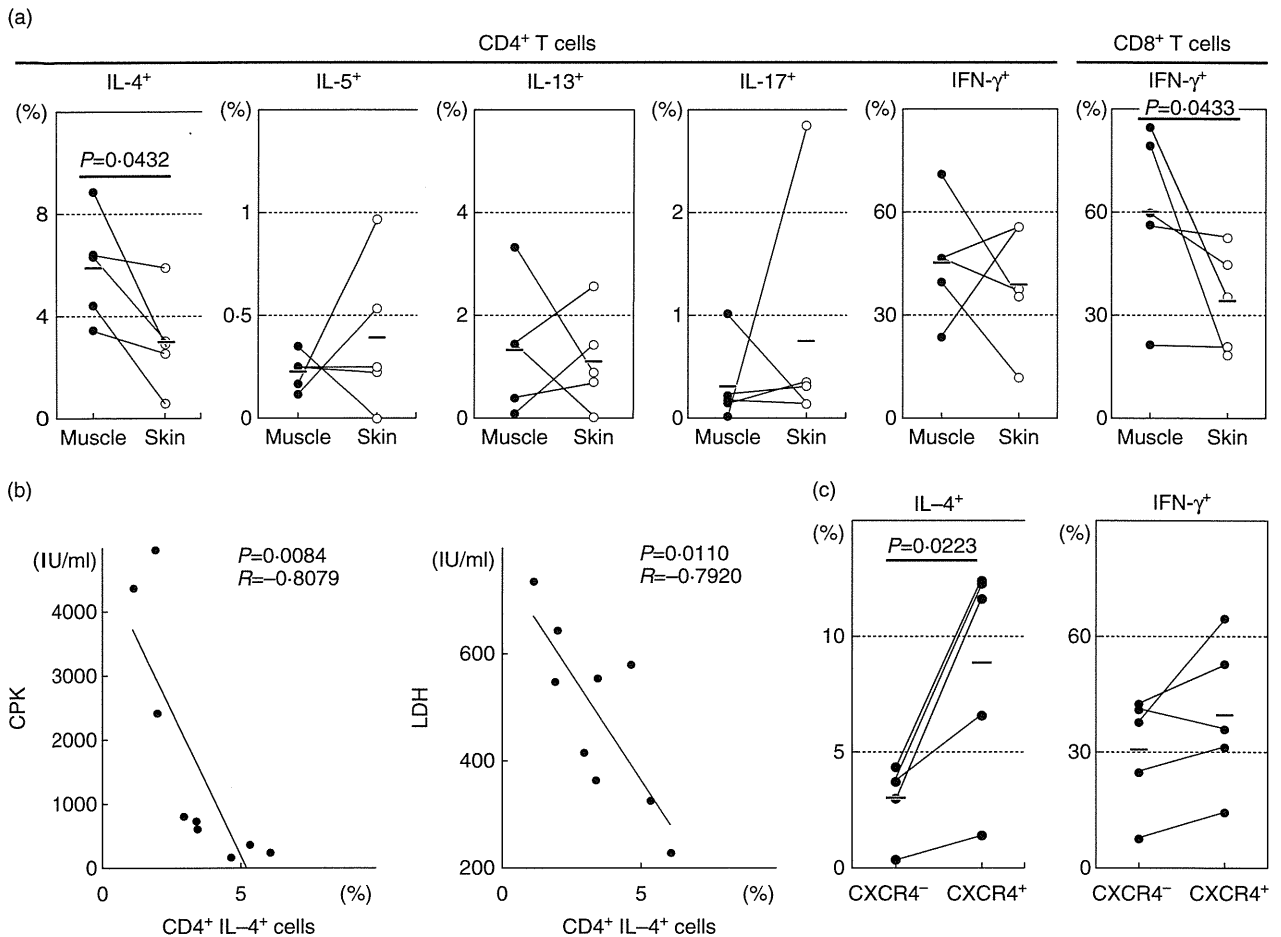 (a)
CD4+ T cells
CD8+ T cells
IL-4+
IL-5+
IL-13+
IL-17+
IFN-γ+
IFN-γ+
(%)
(%)
(%)
(%)
(%)
(%)
P=0·0432
P=0·0433
8
4
0
1
0·5
0
4
2
0
2
1
0
60
30
0
60
30
0
Muscle Skin
Muscle Skin
Muscle Skin
Muscle Skin
Muscle Skin
Muscle Skin
(b)
(IU/ml)
P=0·0084
R=–0·8079
CPK
4000
3000
2000
1000
0
0 5 (%)
CD4+ IL–4+ cells
(IU/ml)
P=0·0110
R=–0·7920
LDH
600
400
200
0 5 (%)
CD4+ IL–4+ cells
(c)
IL–4+
(%)
P=0·0223
10
5
0
CXCR4– CXCR4+
IFN-γ+
(%)
60
30
0
CXCR4– CXCR4+